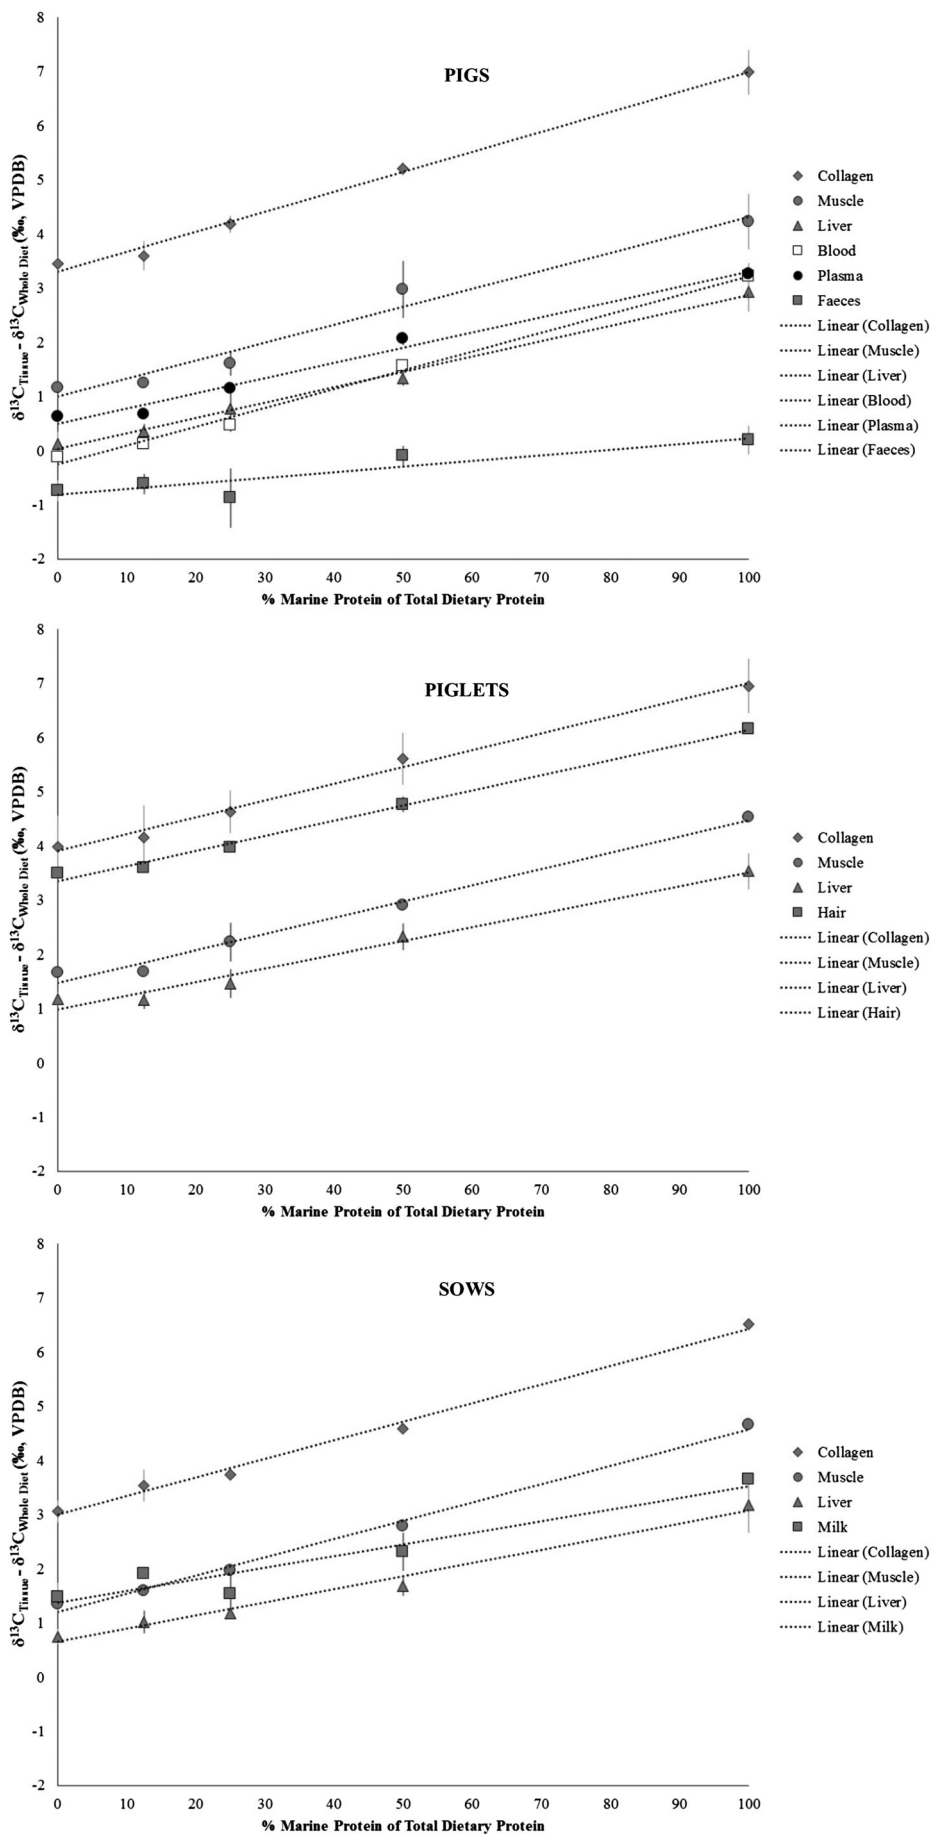 PIGS
8
7
6
5
4
3
2
1
0
-1
-2
δ¹³C_Tissue - δ¹³C_Whole Diet (‰, VPDB)
Collagen
Muscle
Liver
Blood
Plasma
Faeces
Linear (Collagen)
Linear (Muscle)
Linear (Liver)
Linear (Blood)
Linear (Plasma)
Linear (Faeces)
0 10 20 30 40 50 60 70 80 90 100
% Marine Protein of Total Dietary Protein
PIGLETS
8
7
6
5
4
3
2
1
0
-1
-2
δ¹³C_Tissue - δ¹³C_Whole Diet (‰, VPDB)
Collagen
Muscle
Liver
Hair
Linear (Collagen)
Linear (Muscle)
Linear (Liver)
Linear (Hair)
0 10 20 30 40 50 60 70 80 90 100
% Marine Protein of Total Dietary Protein
SOWS
8
7
6
5
4
3
2
1
0
-1
-2
δ¹³C_Tissue - δ¹³C_Whole Diet (‰, VPDB)
Collagen
Muscle
Liver
Milk
Linear (Collagen)
Linear (Muscle)
Linear (Liver)
Linear (Milk)
0 10 20 30 40 50 60 70 80 90 100
% Marine Protein of Total Dietary Protein